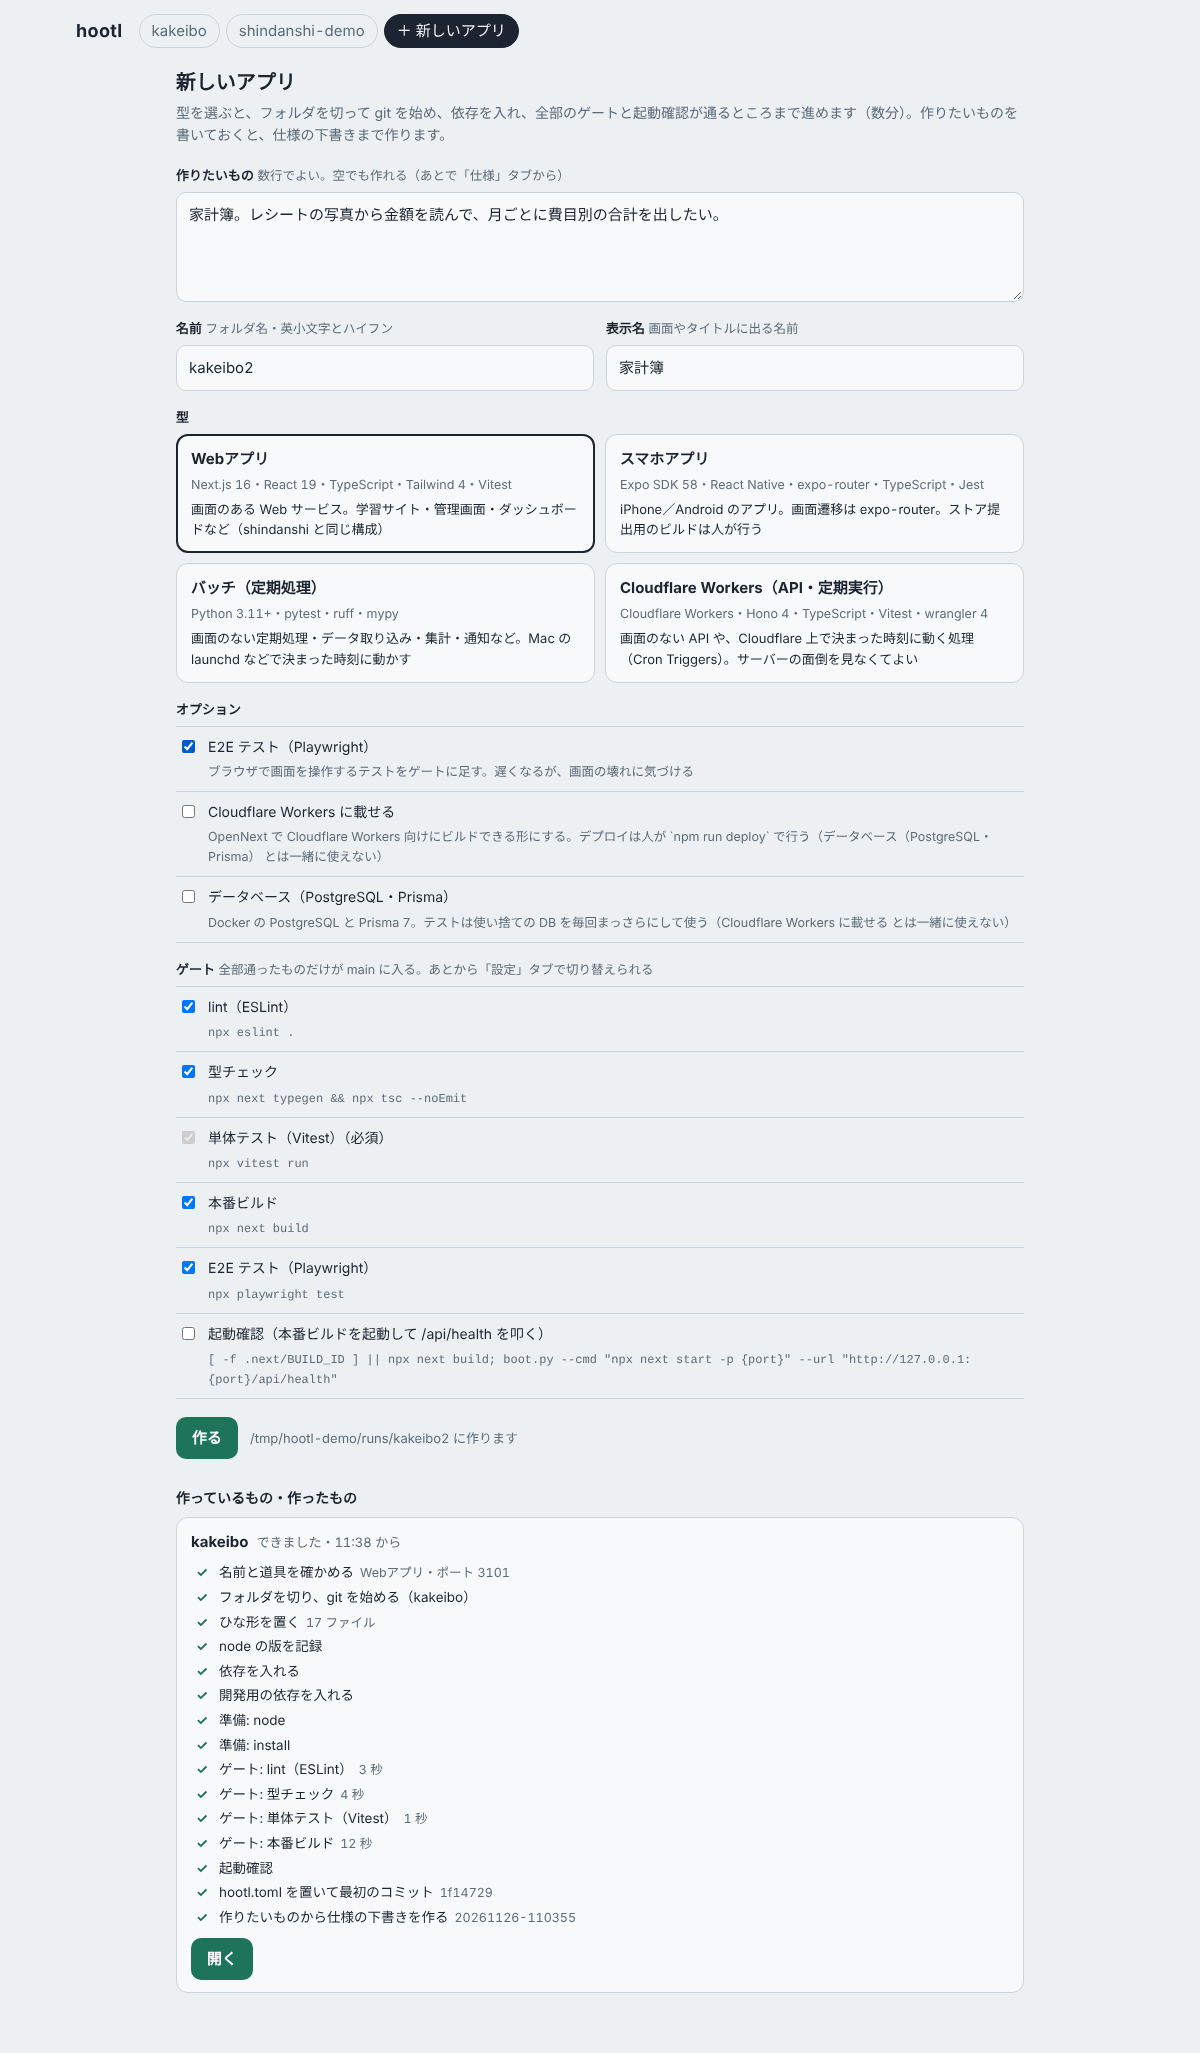 hootl
kakeibo
shindanshi-demo
＋ 新しいアプリ
新しいアプリ
型を選ぶと、フォルダを切って git を始め、依存を入れ、全部のゲートと起動確認が通るところまで進めます（数分）。作りたいものを
書いておくと、仕様の下書きまで作ります。
作りたいもの 数行でよい。空でも作れる（あとで「仕様」タブから）
家計簿。レシートの写真から金額を読んで、月ごとに費目別の合計を出したい。
名前 フォルダ名・英小文字とハイフン
表示名 画面やタイトルに出る名前
kakeibo2
家計簿
型
Webアプリ
Next.js 16・React 19・TypeScript・Tailwind 4・Vitest
画面のある Web サービス。学習サイト・管理画面・ダッシュボー
ドなど（shindanshi と同じ構成）
スマホアプリ
Expo SDK 58・React Native・expo-router・TypeScript・Jest
iPhone／Android のアプリ。画面遷移は expo-router。ストア提
出用のビルドは人が行う
バッチ（定期処理）
Python 3.11+・pytest・ruff・mypy
画面のない定期処理・データ取り込み・集計・通知など。Mac の
launchd などで決まった時刻に動かす
Cloudflare Workers（API・定期実行）
Cloudflare Workers・Hono 4・TypeScript・Vitest・wrangler 4
画面のない API や、Cloudflare 上で決まった時刻に動く処理
（Cron Triggers）。サーバーの面倒を見なくてよい
オプション
E2E テスト（Playwright）
ブラウザで画面を操作するテストをゲートに足す。遅くなるが、画面の壊れに気づける
Cloudflare Workers に載せる
OpenNext で Cloudflare Workers 向けにビルドできる形にする。デプロイは人が `npm run deploy` で行う（データベース（PostgreSQL・
Prisma） とは一緒に使えない）
データベース（PostgreSQL・Prisma）
Docker の PostgreSQL と Prisma 7。テストは使い捨ての DB を毎回まっさらにして使う（Cloudflare Workers に載せる とは一緒に使えない）
ゲート 全部通ったものだけが main に入る。あとから「設定」タブで切り替えられる
lint（ESLint）
npx eslint .
型チェック
npx next typegen && npx tsc --noEmit
単体テスト（Vitest）（必須）
npx vitest run
本番ビルド
npx next build
E2E テスト（Playwright）
npx playwright test
起動確認（本番ビルドを起動して /api/health を叩く）
[ -f .next/BUILD_ID ] || npx next build; boot.py --cmd "npx next start -p {port}" --url "http://127.0.0.1:
{port}/api/health"
作る
/tmp/hootl-demo/runs/kakeibo2 に作ります
作っているもの・作ったもの
kakeibo できました・11:38 から
✓ 名前と道具を確かめる Webアプリ・ポート 3101
✓ フォルダを切り、git を始める（kakeibo）
✓ ひな形を置く 17 ファイル
✓ node の版を記録
✓ 依存を入れる
✓ 開発用の依存を入れる
✓ 準備: node
✓ 準備: install
✓ ゲート: lint（ESLint） 3 秒
✓ ゲート: 型チェック 4 秒
✓ ゲート: 単体テスト（Vitest） 1 秒
✓ ゲート: 本番ビルド 12 秒
✓ 起動確認
✓ hootl.toml を置いて最初のコミット 1f14729
✓ 作りたいものから仕様の下書きを作る 20261126-110355
開く